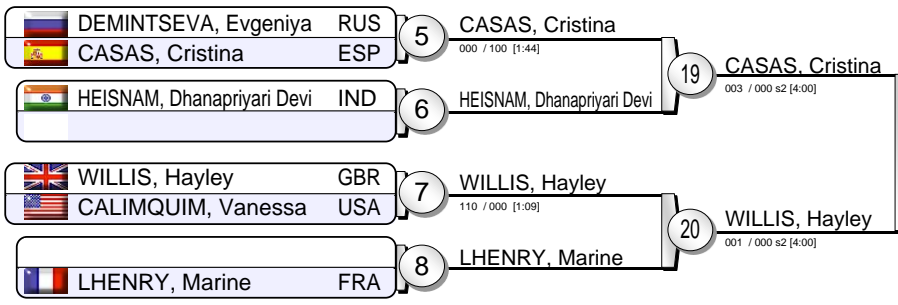 DEMINTSEVA, Evgeniya RUS
CASAS, Cristina ESP
5
CASAS, Cristina
000 / 100 [1:44]
HEISNAM, Dhanapriyari Devi IND
6
HEISNAM, Dhanapriyari Devi
19
CASAS, Cristina
003 / 000 s2 [4:00]
WILLIS, Hayley GBR
CALIMQUIM, Vanessa USA
7
WILLIS, Hayley
110 / 000 [1:09]
LHENRY, Marine FRA
8
LHENRY, Marine
20
WILLIS, Hayley
001 / 000 s2 [4:00]